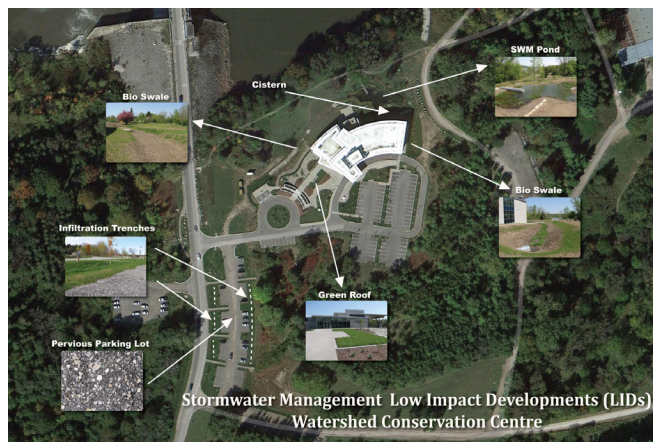 SWM Pond
Cistern
Bio Swale
Bio Swale
Infiltration Trenches
Green Roof
Pervious Parking Lot
Stormwater Management Low Impact Developments (LIDs)
Watershed Conservation Centre